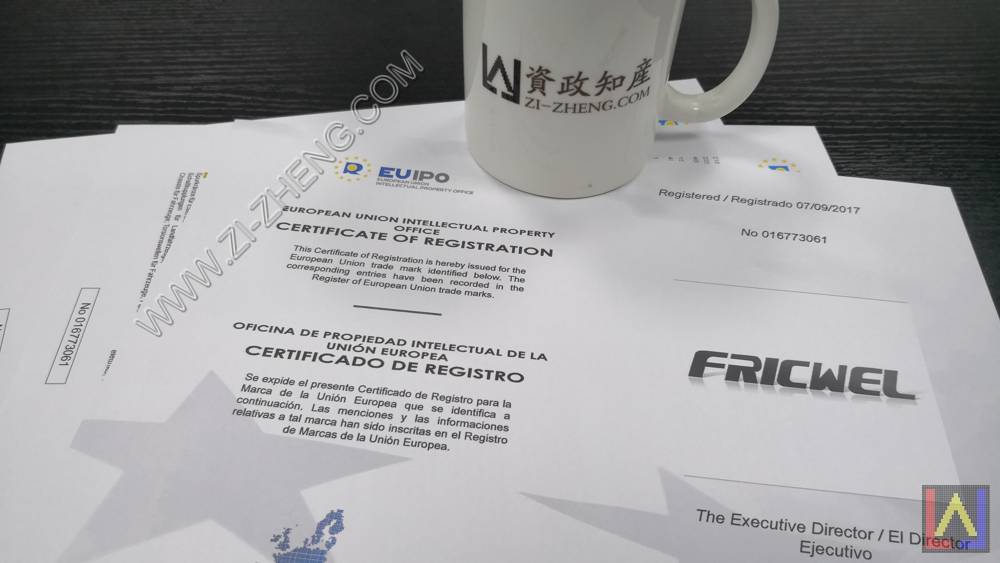 資政知産
ZI-ZHENG.COM
WWW.ZI-ZHENG.COM
EUIPO
EUROPEAN UNION
INTELLECTUAL PROPERTY OFFICE
EUROPEAN UNION INTELLECTUAL PROPERTY
OFFICE
CERTIFICATE OF REGISTRATION
This Certificate of Registration is hereby issued for the
European Union trade mark identified below. The
corresponding entries have been recorded in the
Register of European Union trade marks.
OFICINA DE PROPIEDAD INTELECTUAL DE LA
UNIÓN EUROPEA
CERTIFICADO DE REGISTRO
Se expide el presente Certificado de Registro para la
Marca de la Unión Europea que se identifica a
continuación. Las menciones y las informaciones
relativas a tal marca han sido inscritas en el Registro
de Marcas de la Unión Europea.
Registered / Registrado 07/09/2017
No 016773061
FRICWEL
The Executive Director / El Director
Ejecutivo
No 016773061